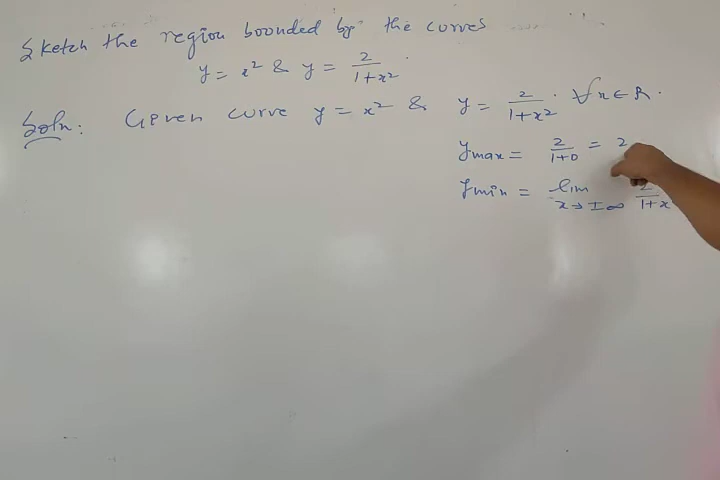 Sketch the region boonded by the curves
y = x² & y = 2/(1+x²)
Soln: Given curve y = x² & y = 2/(1+x²) ∀ x ∈ R.
ymax = 2/(1+0) = 2
ymin = lim x→±∞ 2/(1+x